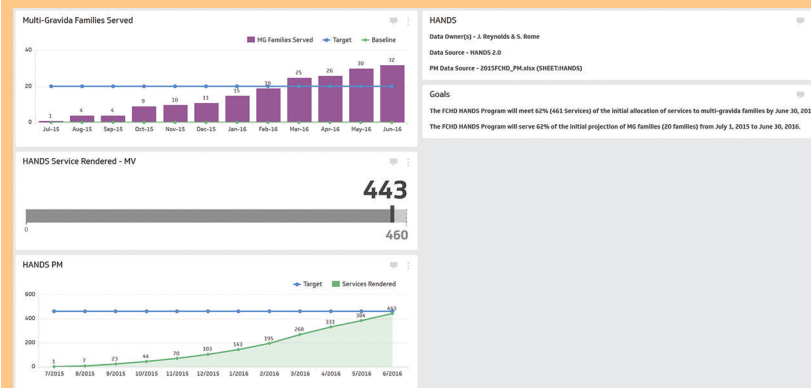 Multi-Gravida Families Served
MG Families Served Target Baseline
40
20
0
1 4 4 9 10 11 15 19 25 26 30 32
Jul-15 Aug-15 Sep-15 Oct-15 Nov-15 Dec-15 Jan-16 Feb-16 Mar-16 Apr-16 May-16 Jun-16
HANDS Service Rendered - MV
443
0
460
HANDS PM
Target Services Rendered
600
400
200
0
1 7 23 44 70 103 143 195 268 331 384 443
7/2015 8/2015 9/2015 10/2015 11/2015 12/2015 1/2016 2/2016 3/2016 4/2016 5/2016 6/2016
HANDS
Data Owner(s) - J. Reynolds & S. Rome
Data Source - HANDS 2.0
PM Data Source - 2015FCHD_PM.xlsx (SHEET:HANDS)
Goals
The FCHD HANDS Program will meet 62% (461 Services) of the initial allocation of services to multi-gravida families by June 30, 201
The FCHD HANDS Program will serve 62% of the initial projection of MG families (20 families) from July 1, 2015 to June 30, 2016.